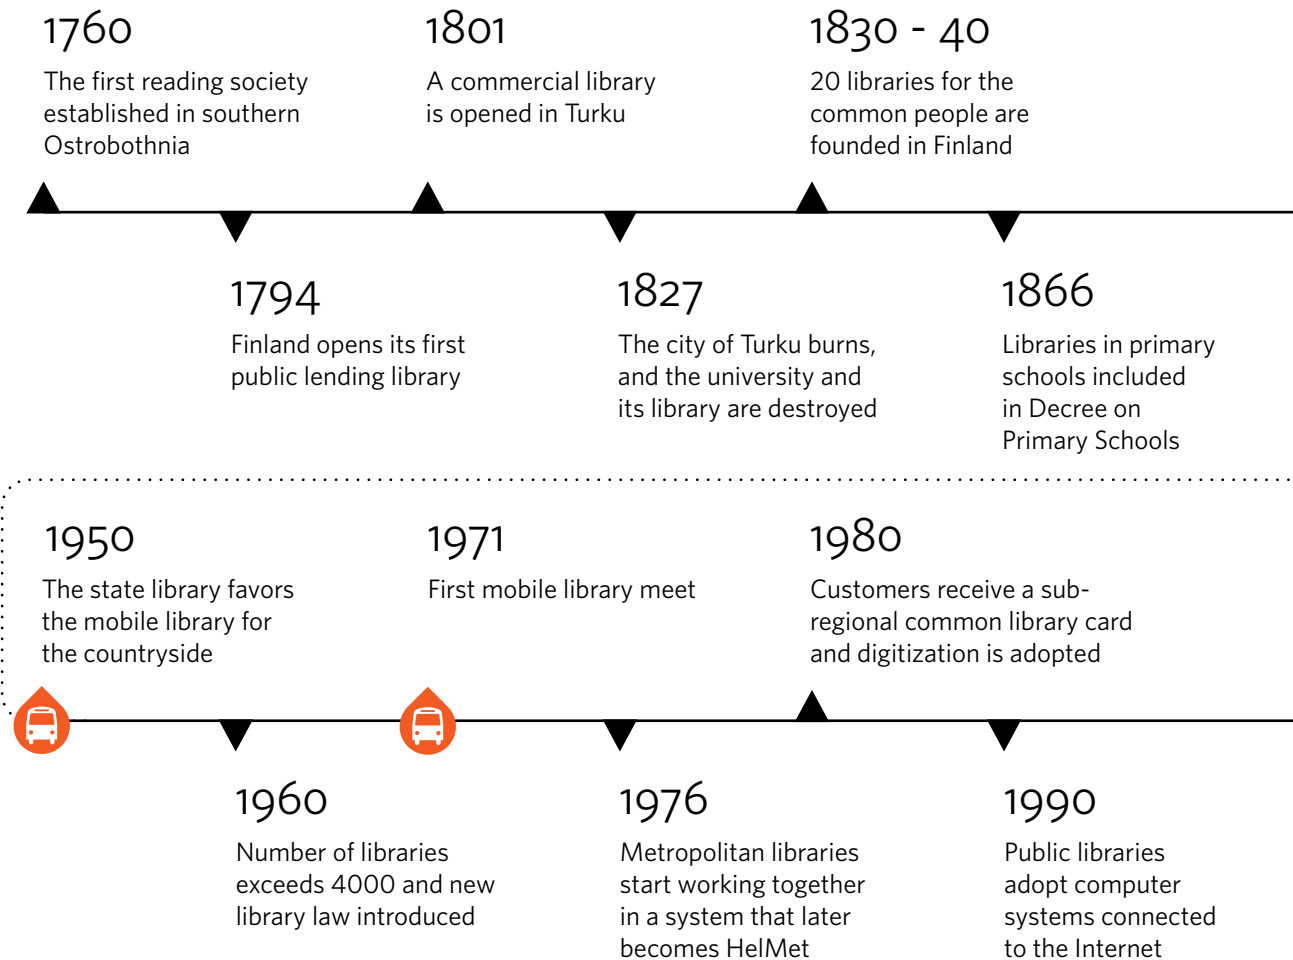 1760
The first reading society
established in southern
Ostrobothnia
1801
A commercial library
is opened in Turku
1830 - 40
20 libraries for the
common people are
founded in Finland
1794
Finland opens its first
public lending library
1827
The city of Turku burns,
and the university and
its library are destroyed
1866
Libraries in primary
schools included
in Decree on
Primary Schools
1950
The state library favors
the mobile library for
the countryside
1971
First mobile library meet
1980
Customers receive a sub-
regional common library card
and digitization is adopted
1960
Number of libraries
exceeds 4000 and new
library law introduced
1976
Metropolitan libraries
start working together
in a system that later
becomes HelMet
1990
Public libraries
adopt computer
systems connected
to the Internet